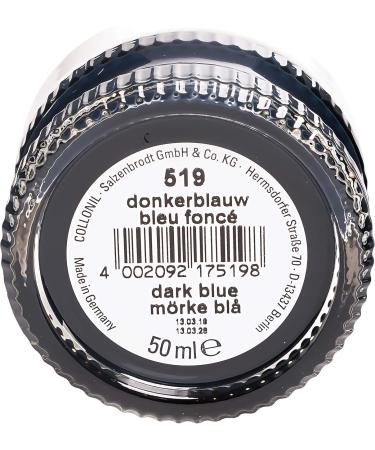 COLLONIL · Salzenbrodt GmbH & Co. KG · Hermsdorfer Straße 70 · D-13437 Berlin
519
donkerblauw
bleu foncé
4 002092 175198
dark blue
mörke blå
13.03.18
13.03.28
50 ml e
Made in Germany